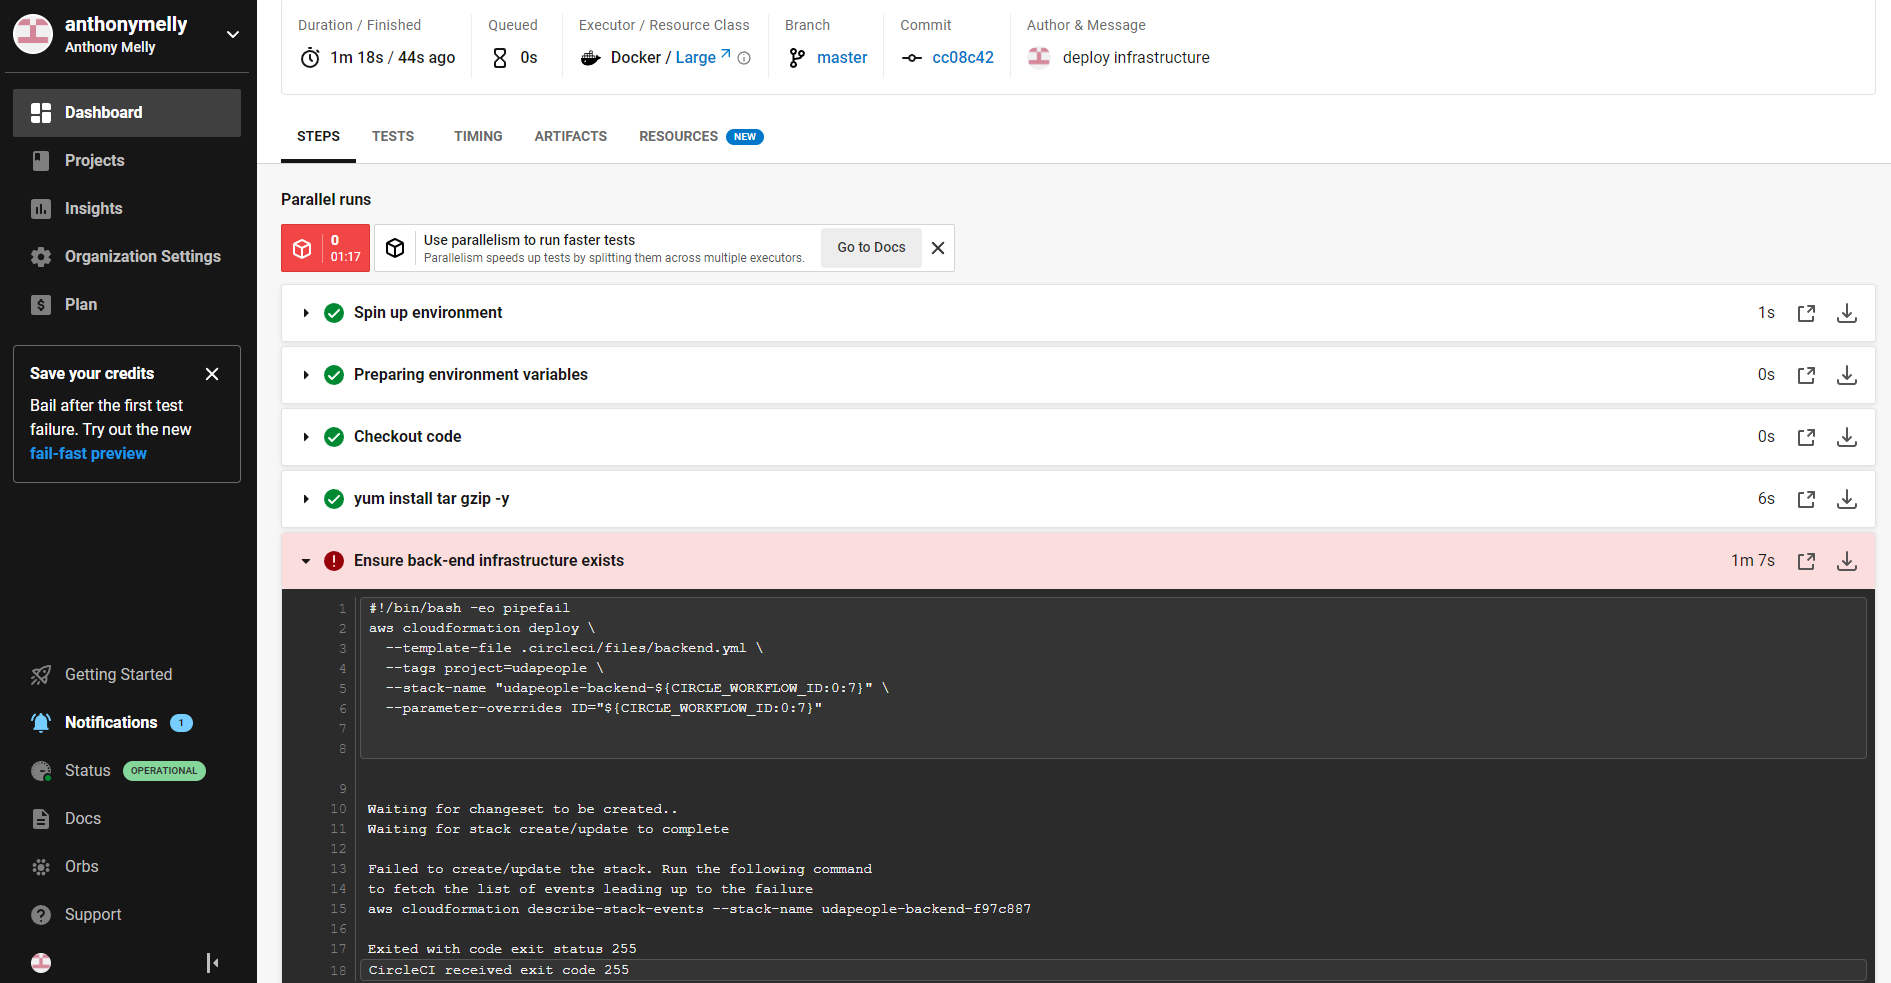 anthonymelly
Anthony Melly
Dashboard
Projects
Insights
Organization Settings
Plan
Save your credits
Bail after the first test
failure. Try out the new
fail-fast preview
Getting Started
Notifications 1
Status OPERATIONAL
Docs
Orbs
Support
Duration / Finished
1m 18s / 44s ago
Queued
0s
Executor / Resource Class
Docker / Large
Branch
master
Commit
cc08c42
Author & Message
deploy infrastructure
STEPS TESTS TIMING ARTIFACTS RESOURCES NEW
Parallel runs
0
01:17
Use parallelism to run faster tests
Parallelism speeds up tests by splitting them across multiple executors.
Go to Docs
Spin up environment 1s
Preparing environment variables 0s
Checkout code 0s
yum install tar gzip -y 6s
Ensure back-end infrastructure exists 1m 7s
1 #!/bin/bash -eo pipefail
2 aws cloudformation deploy \
3 --template-file .circleci/files/backend.yml \
4 --tags project=udapeople \
5 --stack-name "udapeople-backend-${CIRCLE_WORKFLOW_ID:0:7}" \
6 --parameter-overrides ID="${CIRCLE_WORKFLOW_ID:0:7}"
7
8
9
10 Waiting for changeset to be created..
11 Waiting for stack create/update to complete
12
13 Failed to create/update the stack. Run the following command
14 to fetch the list of events leading up to the failure
15 aws cloudformation describe-stack-events --stack-name udapeople-backend-f97c887
16
17 Exited with code exit status 255
18 CircleCI received exit code 255